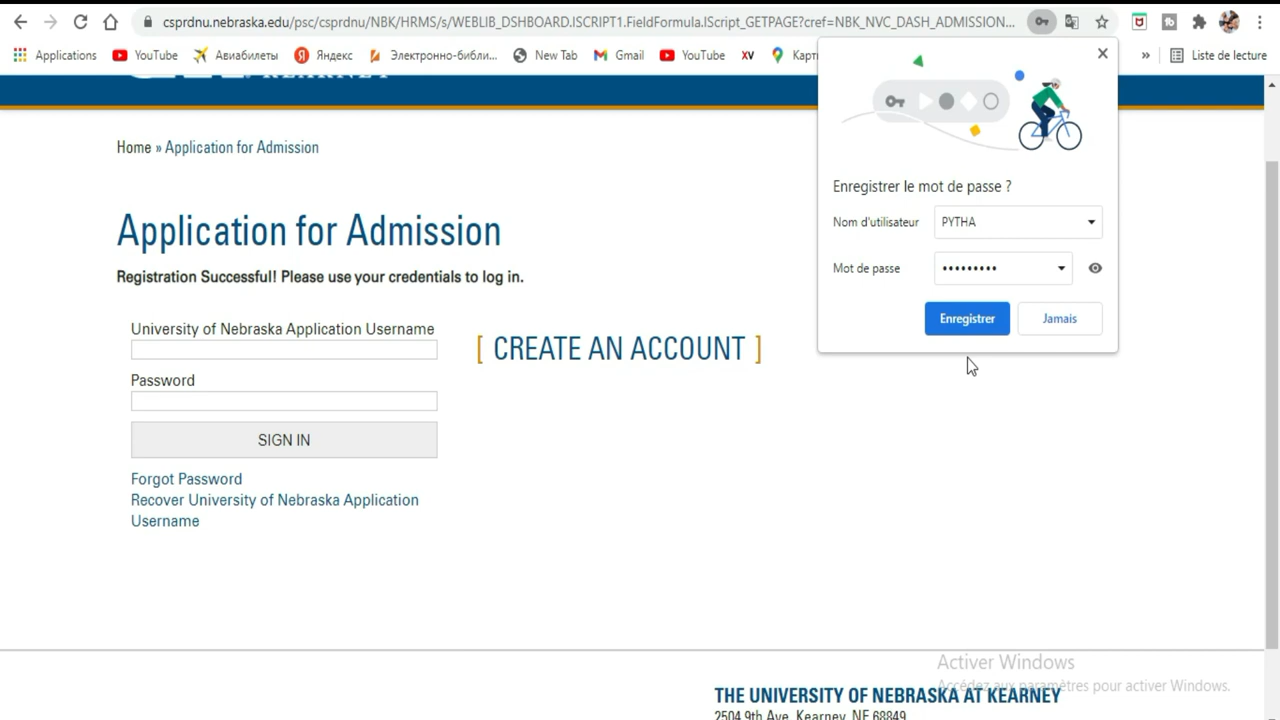 csprdnu.nebraska.edu/psc/csprdnu/NBK/HRMS/s/WEBLIB_DSHBOARD.ISCRIPT1.FieldFormula.IScript_GETPAGE?cref=NBK_NVC_DASH_ADMISSION...
Applications YouTube Авиабилеты Яндекс Электронно-библи... New Tab Gmail YouTube XV Карт » Liste de lecture
KEARNEY
Home » Application for Admission
Enregistrer le mot de passe ?
Nom d'utilisateur PYTHA
Mot de passe •••••••••
Enregistrer Jamais
Application for Admission
Registration Successful! Please use your credentials to log in.
University of Nebraska Application Username
[ CREATE AN ACCOUNT ]
Password
SIGN IN
Forgot Password
Recover University of Nebraska Application
Username
Activer Windows
Accédez aux paramètres pour activer Windows.
THE UNIVERSITY OF NEBRASKA AT KEARNEY
2504 9th Ave, Kearney, NE 68849